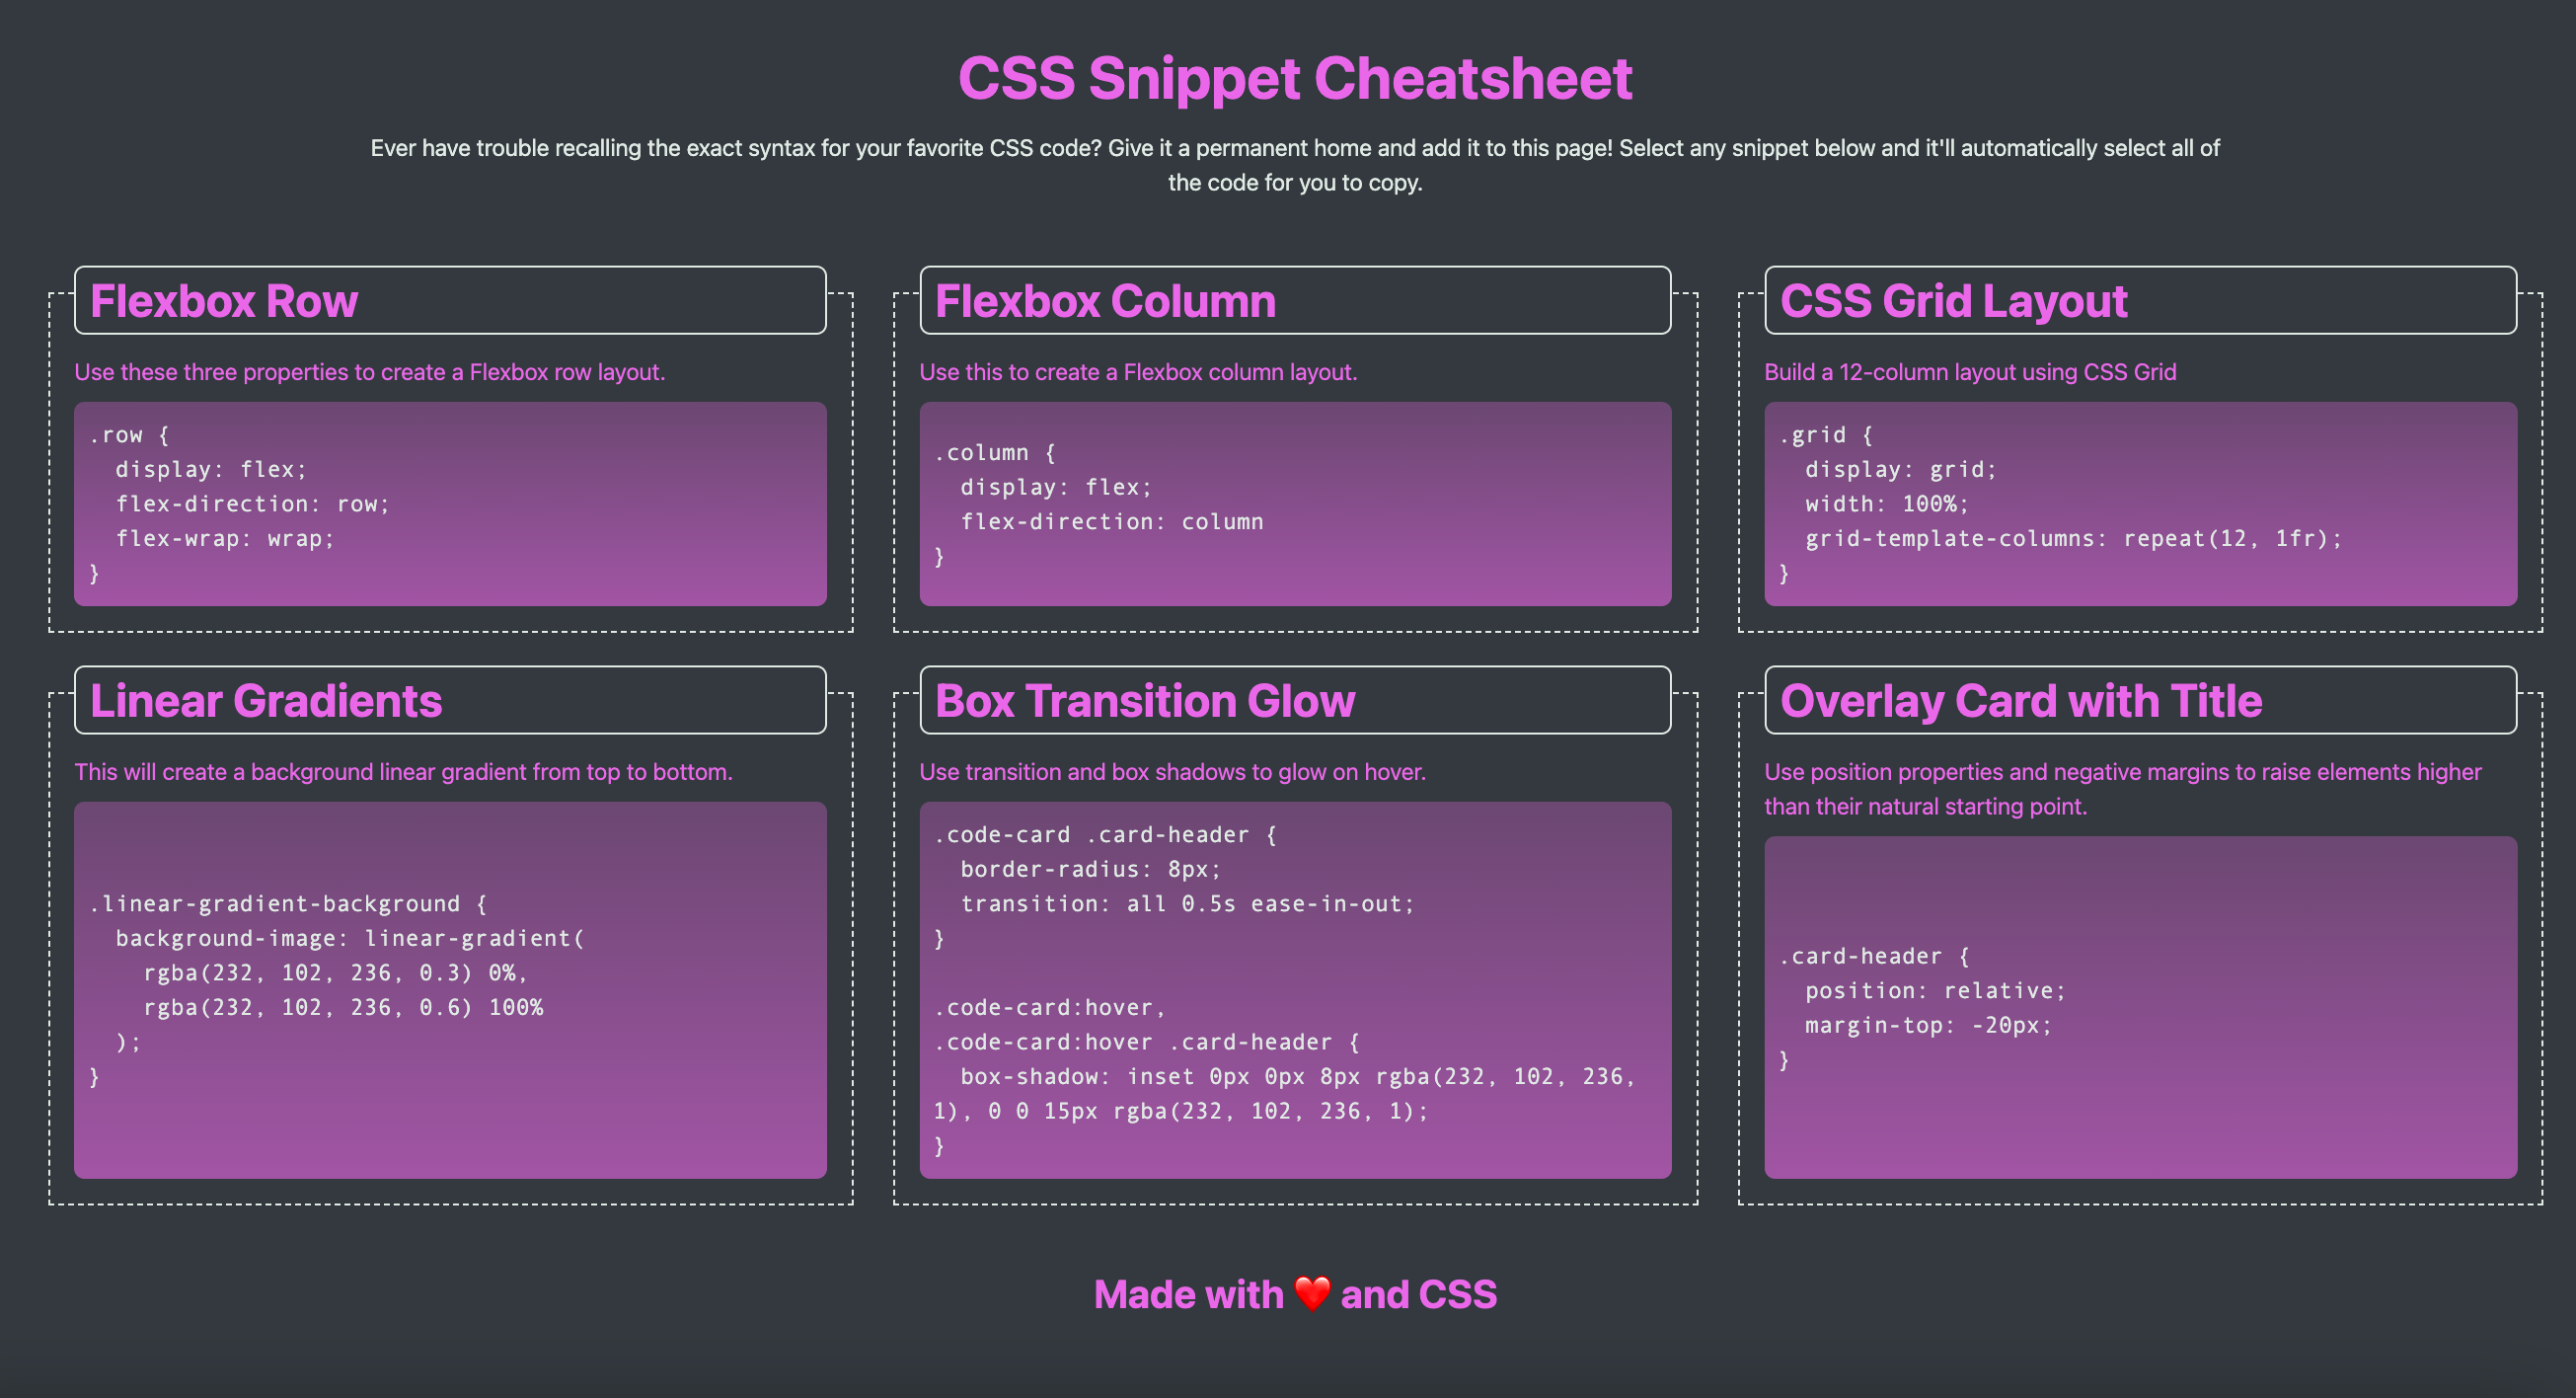 CSS Snippet Cheatsheet
Ever have trouble recalling the exact syntax for your favorite CSS code? Give it a permanent home and add it to this page! Select any snippet below and it'll automatically select all of
the code for you to copy.
Flexbox Row
Use these three properties to create a Flexbox row layout.
.row {
  display: flex;
  flex-direction: row;
  flex-wrap: wrap;
}
Flexbox Column
Use this to create a Flexbox column layout.
.column {
  display: flex;
  flex-direction: column
}
CSS Grid Layout
Build a 12-column layout using CSS Grid
.grid {
  display: grid;
  width: 100%;
  grid-template-columns: repeat(12, 1fr);
}
Linear Gradients
This will create a background linear gradient from top to bottom.
.linear-gradient-background {
  background-image: linear-gradient(
    rgba(232, 102, 236, 0.3) 0%,
    rgba(232, 102, 236, 0.6) 100%
  );
}
Box Transition Glow
Use transition and box shadows to glow on hover.
.code-card .card-header {
  border-radius: 8px;
  transition: all 0.5s ease-in-out;
}
.code-card:hover,
.code-card:hover .card-header {
  box-shadow: inset 0px 0px 8px rgba(232, 102, 236,
1), 0 0 15px rgba(232, 102, 236, 1);
}
Overlay Card with Title
Use position properties and negative margins to raise elements higher
than their natural starting point.
.card-header {
  position: relative;
  margin-top: -20px;
}
Made with ❤️ and CSS